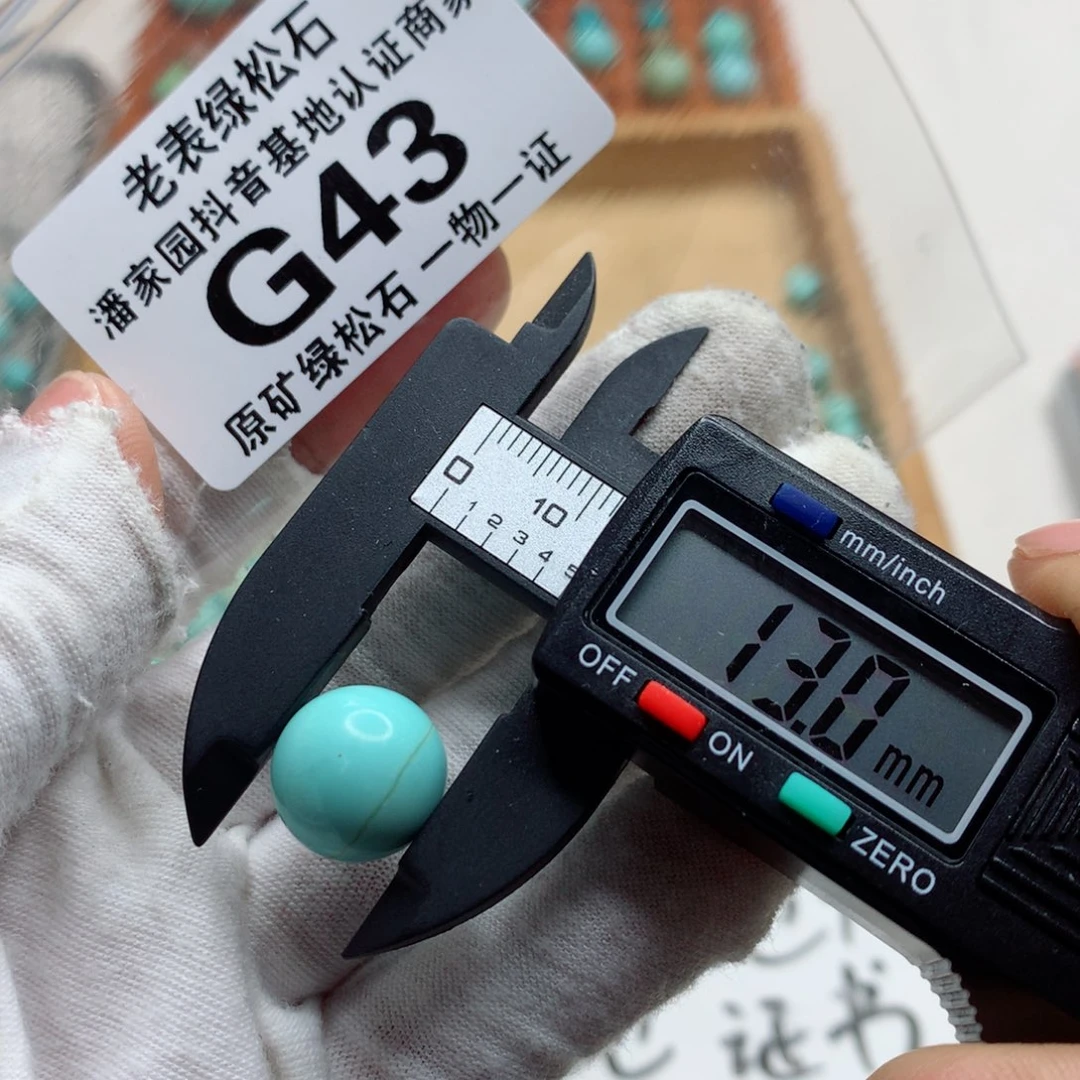 老表绿松石
潘家园抖音基地认证商家
G43
原矿绿松石 一物一证
0 10
1 2 3 4 5
mm/inch
13.0 mm
OFF
ON
ZERO
证书